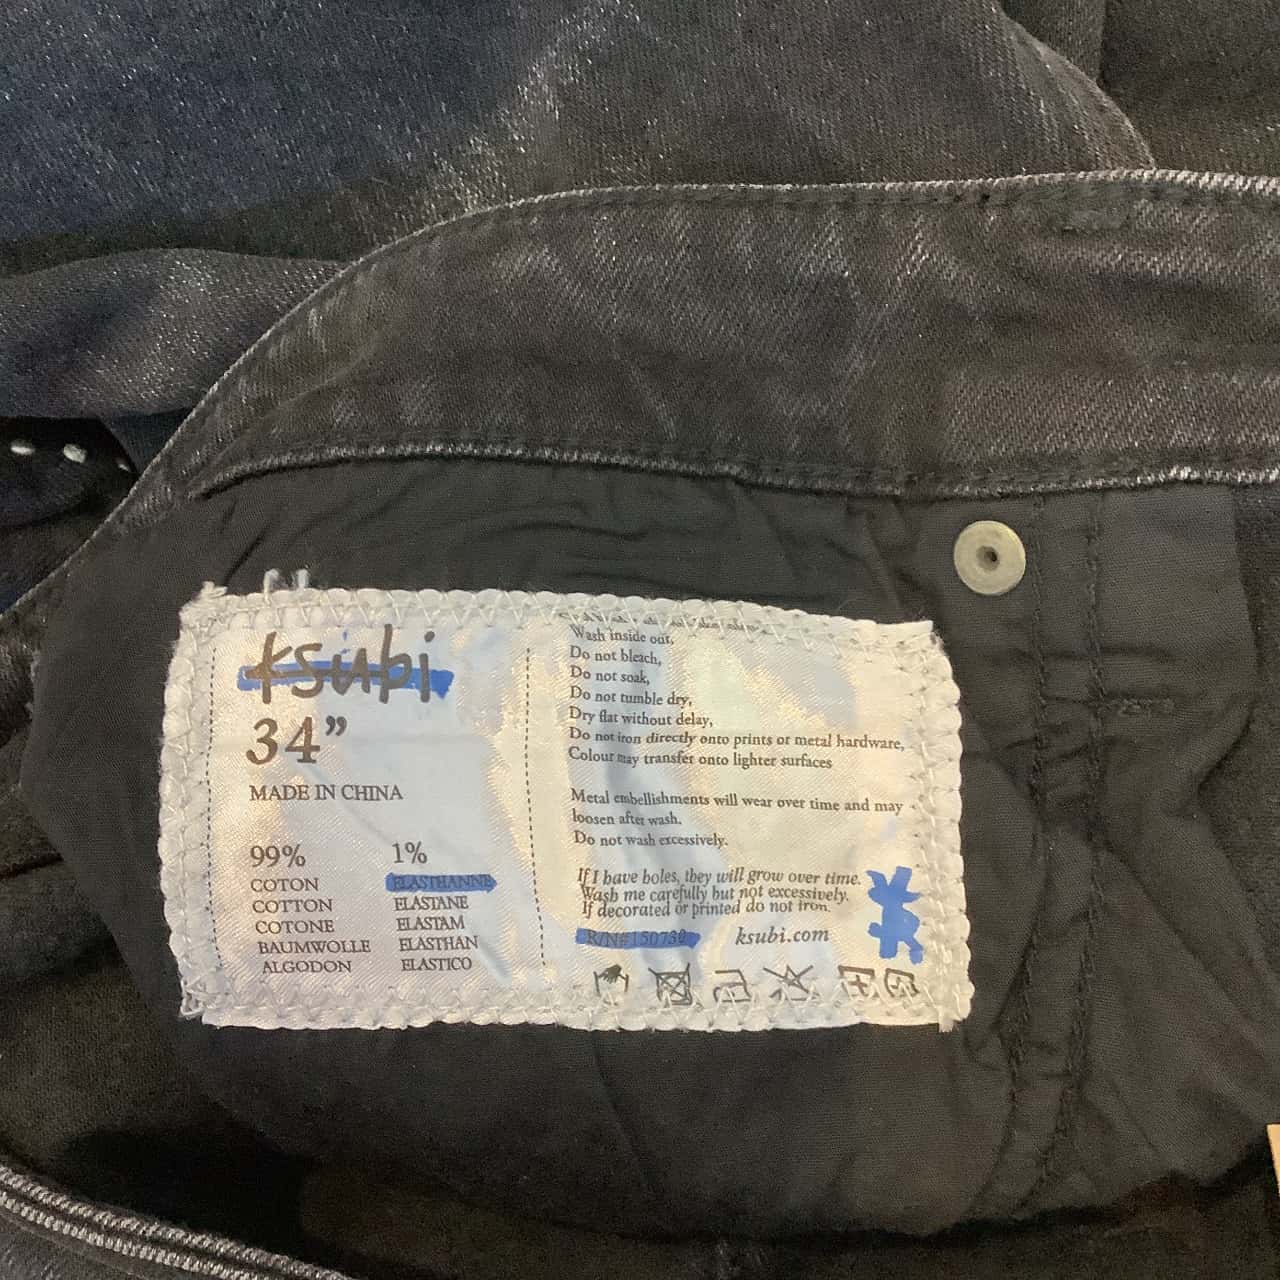 ksubi
34”
MADE IN CHINA
99% 1%
COTON ELASTHANNE
COTTON ELASTANE
COTONE ELASTAM
BAUMWOLLE ELASTHAN
ALGODON ELASTICO
Wash inside out,
Do not bleach,
Do not soak,
Do not tumble dry,
Dry flat without delay,
Do not iron directly onto prints or metal hardware,
Colour may transfer onto lighter surfaces
Metal embellishments will wear over time and may
loosen after wash.
Do not wash excessively.
If I have holes, they will grow over time.
Wash me carefully but not excessively.
If decorated or printed do not iron.
R/N#150730 ksubi.com